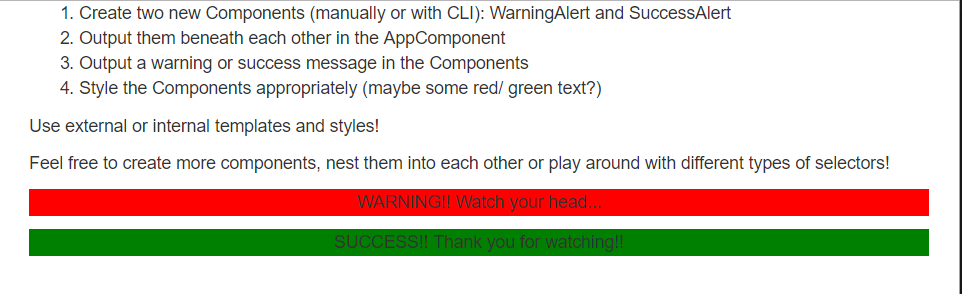 1. Create two new Components (manually or with CLI): WarningAlert and SuccessAlert
2. Output them beneath each other in the AppComponent
3. Output a warning or success message in the Components
4. Style the Components appropriately (maybe some red/ green text?)
Use external or internal templates and styles!
Feel free to create more components, nest them into each other or play around with different types of selectors!
WARNING!! Watch your head...
SUCCESS!! Thank you for watching!!